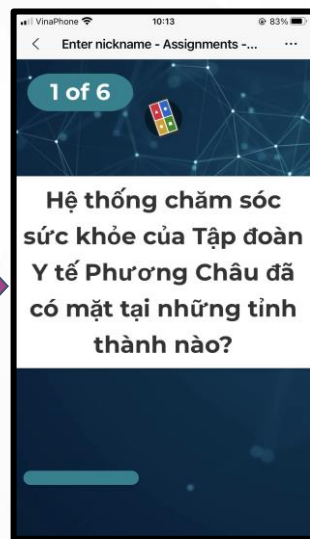 VinaPhone 10:13 83%
Enter nickname - Assignments -...
1 of 6
Hệ thống chăm sóc
sức khỏe của Tập đoàn
Y tế Phương Châu đã
có mặt tại những tỉnh
thành nào?